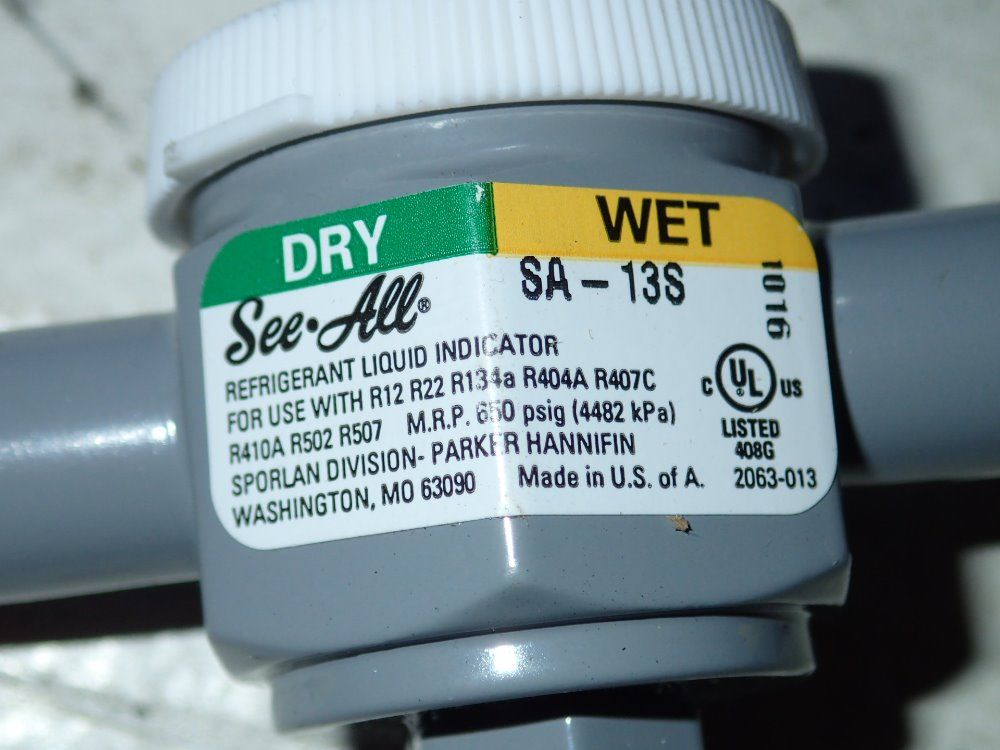 DRY
WET
See·All®
SA-13S
1016
REFRIGERANT LIQUID INDICATOR
FOR USE WITH R12 R22 R134a R404A R407C
R410A R502 R507 M.R.P. 650 psig (4482 kPa)
SPORLAN DIVISION- PARKER HANNIFIN
WASHINGTON, MO 63090 Made in U.S. of A.
C UL® US
LISTED
408G
2063-013